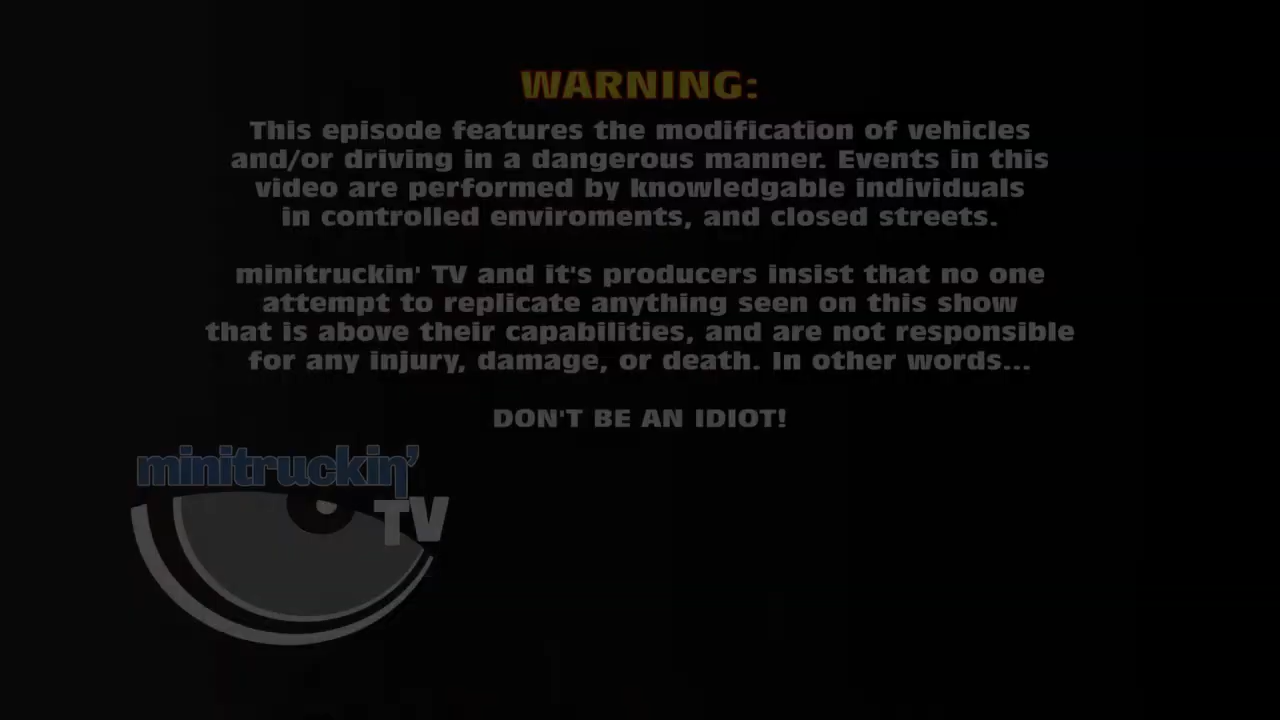 WARNING:
This episode features the modification of vehicles
and/or driving in a dangerous manner. Events in this
video are performed by knowledgable individuals
in controlled enviroments, and closed streets.
minitruckin' TV and it's producers insist that no one
attempt to replicate anything seen on this show
that is above their capabilities, and are not responsible
for any injury, damage, or death. In other words...
DON'T BE AN IDIOT!
minitruckin'
TV